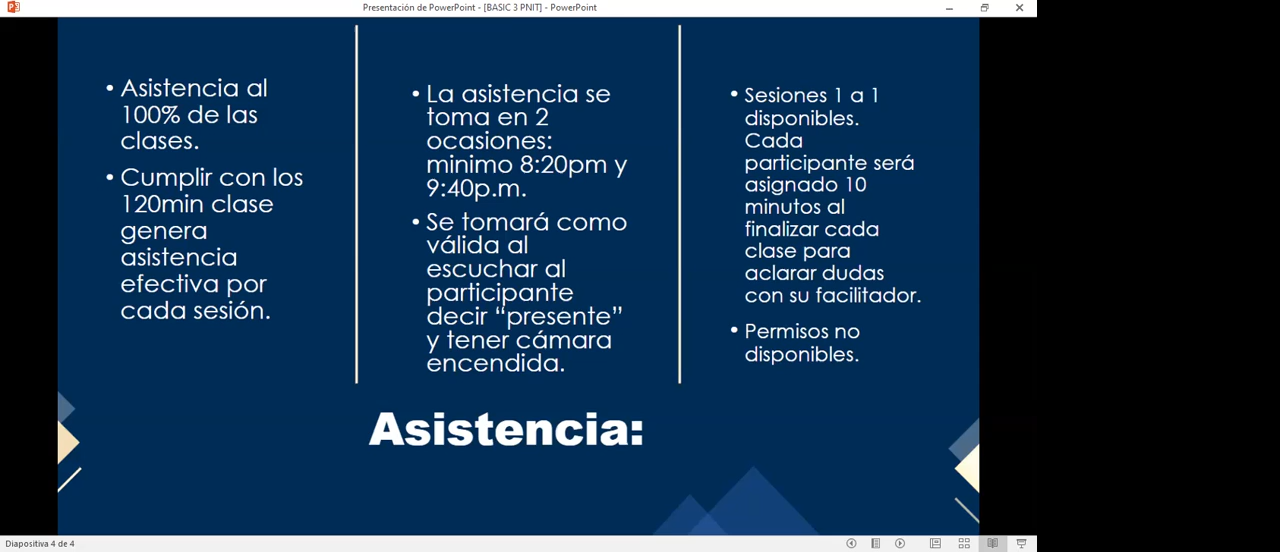 Presentación de PowerPoint - [BASIC 3 PNIT] - PowerPoint
• Asistencia al
100% de las
clases.
• Cumplir con los
120min clase
genera
asistencia
efectiva por
cada sesión.
• La asistencia se
toma en 2
ocasiones:
minimo 8:20pm y
9:40p.m.
• Se tomará como
válida al
escuchar al
participante
decir “presente”
y tener cámara
encendida.
• Sesiones 1 a 1
disponibles.
Cada
participante será
asignado 10
minutos al
finalizar cada
clase para
aclarar dudas
con su facilitador.
• Permisos no
disponibles.
Asistencia:
Diapositiva 4 de 4